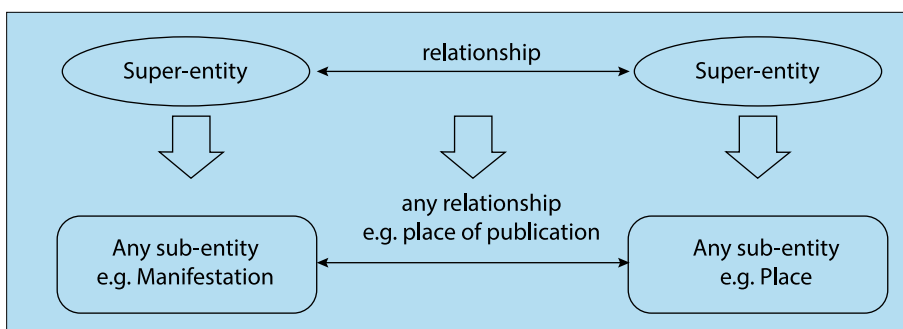 relationship
Super-entity
Super-entity
any relationship
e.g. place of publication
Any sub-entity
e.g. Manifestation
Any sub-entity
e.g. Place